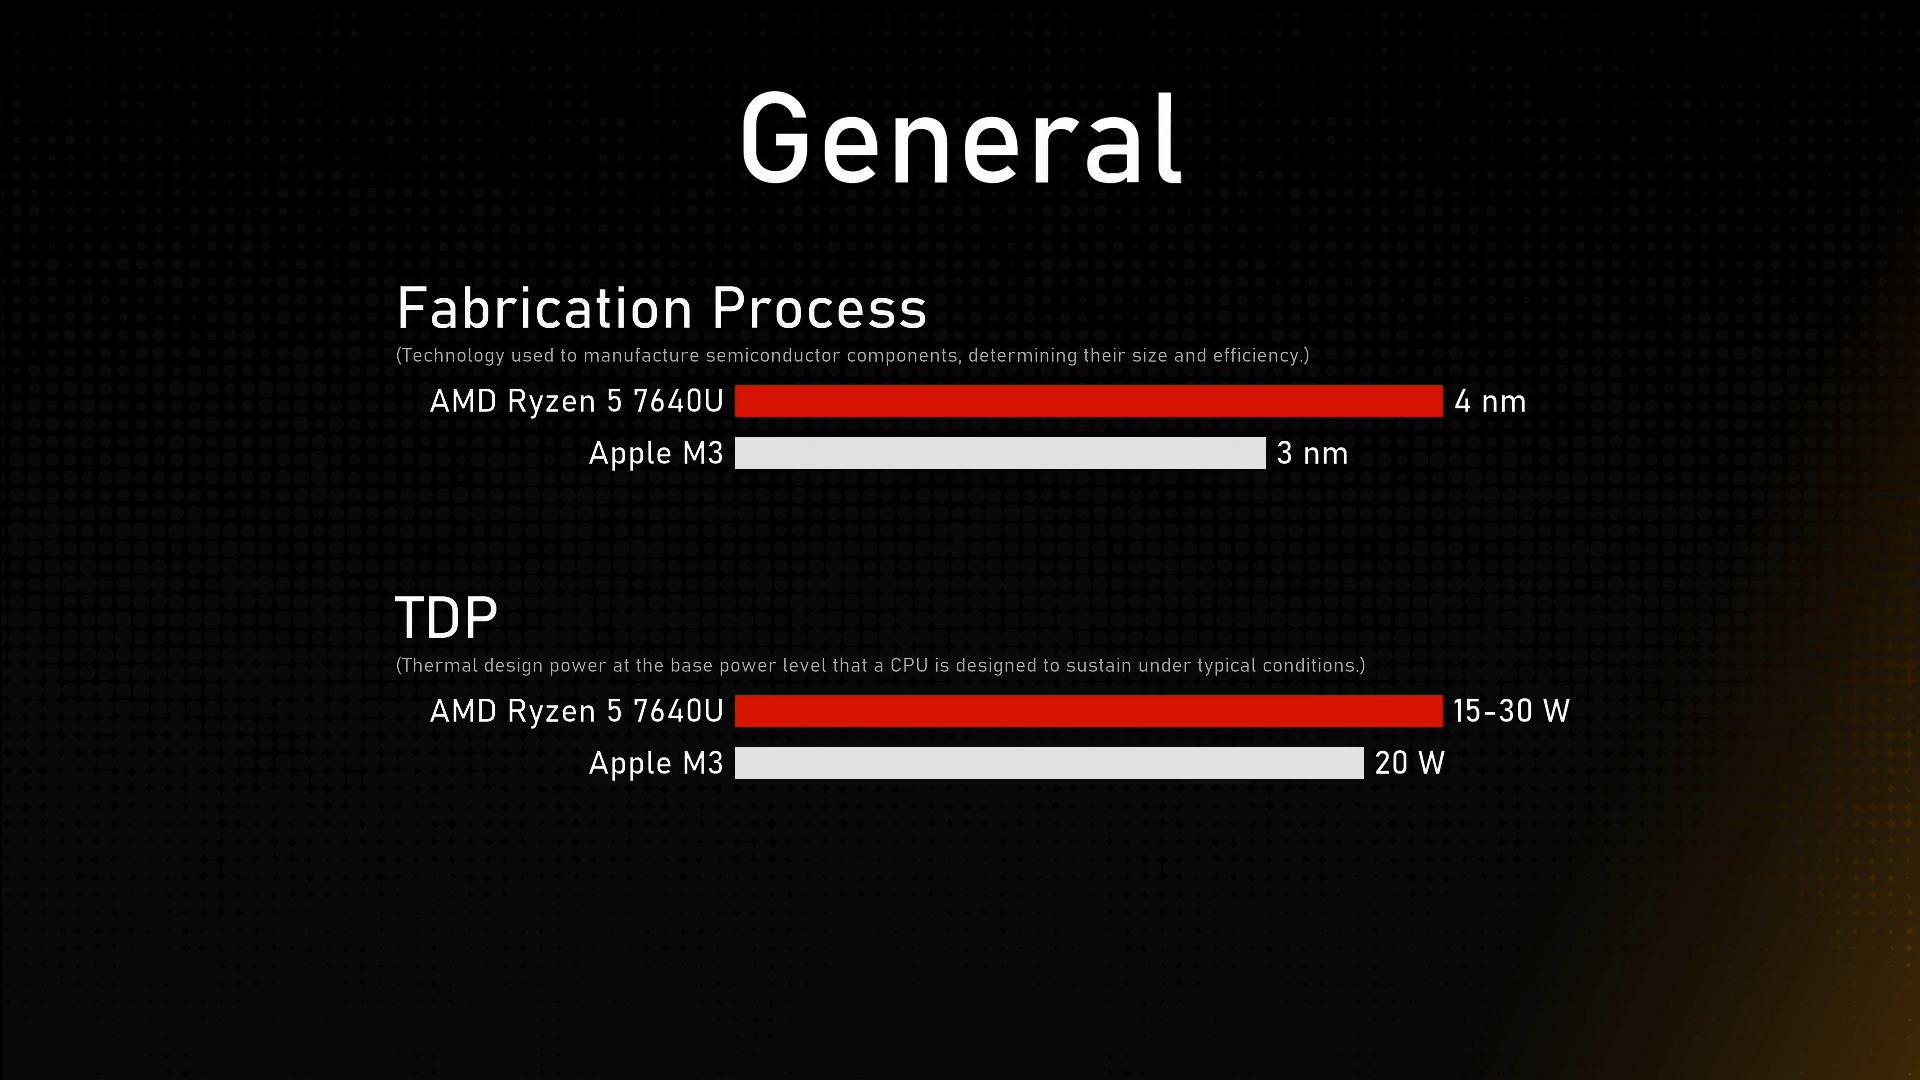 General
Fabrication Process
(Technology used to manufacture semiconductor components, determining their size and efficiency.)
AMD Ryzen 5 7640U 4 nm
Apple M3 3 nm
TDP
(Thermal design power at the base power level that a CPU is designed to sustain under typical conditions.)
AMD Ryzen 5 7640U 15-30 W
Apple M3 20 W